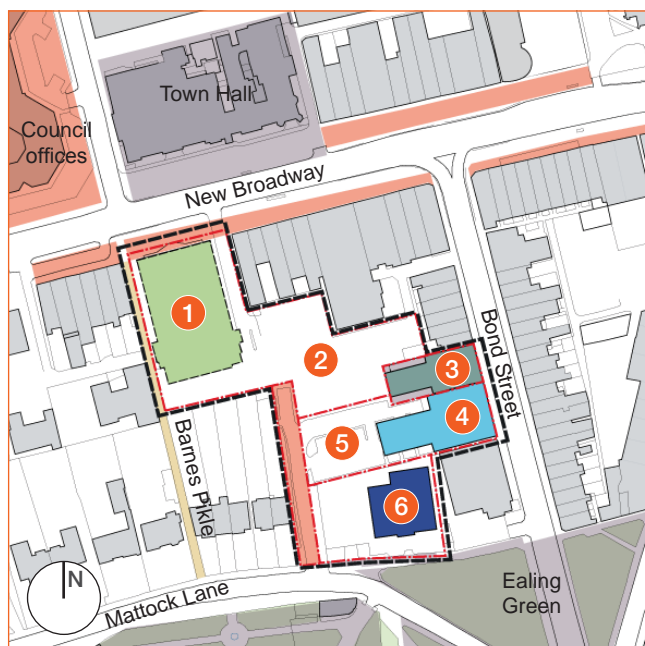 Town Hall
Council
offices
New Broadway
1
2
Bond Street
3
4
5
6
Barnes Pikle
N
Mattock Lane
Ealing
Green